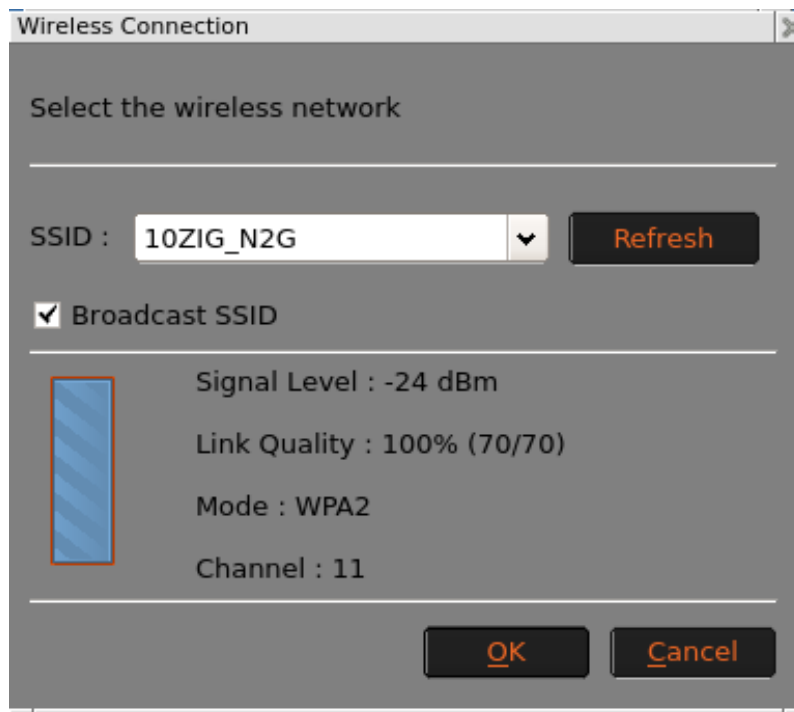 Wireless Connection
Select the wireless network
SSID : 10ZIG_N2G Refresh
Broadcast SSID
Signal Level : -24 dBm
Link Quality : 100% (70/70)
Mode : WPA2
Channel : 11
OK Cancel